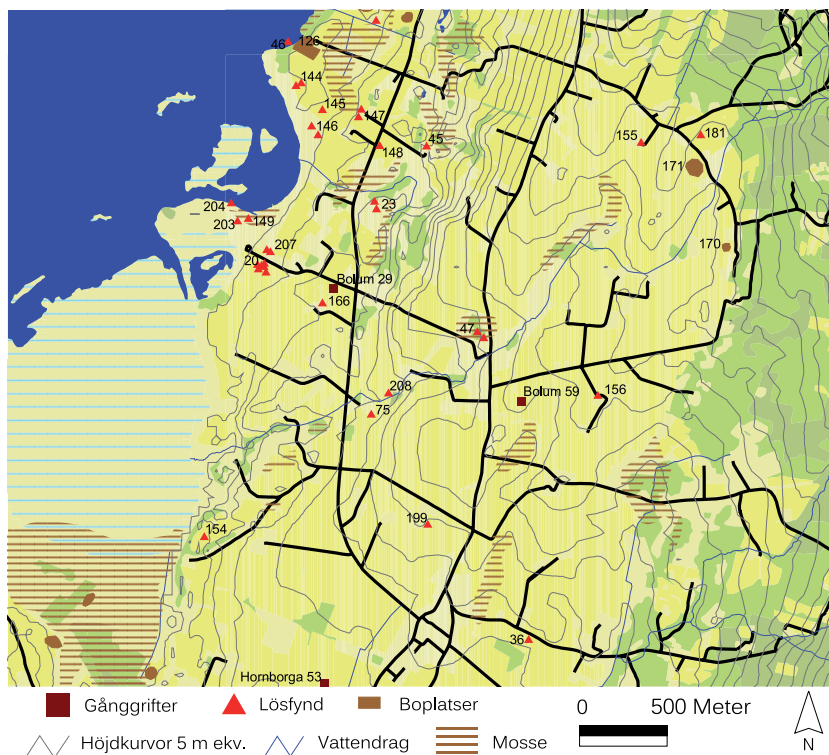 46
126
144
145
147
146
148
45
155
181
171
204
203
149
23
207
20
170
Bolum 29
166
47
208
75
Bolum 59
156
199
154
36
Hornborga 53
Gånggrifter
Lösfynd
Boplatser
0 500 Meter
Höjdkurvor 5 m ekv.
Vattendrag
Mosse
N